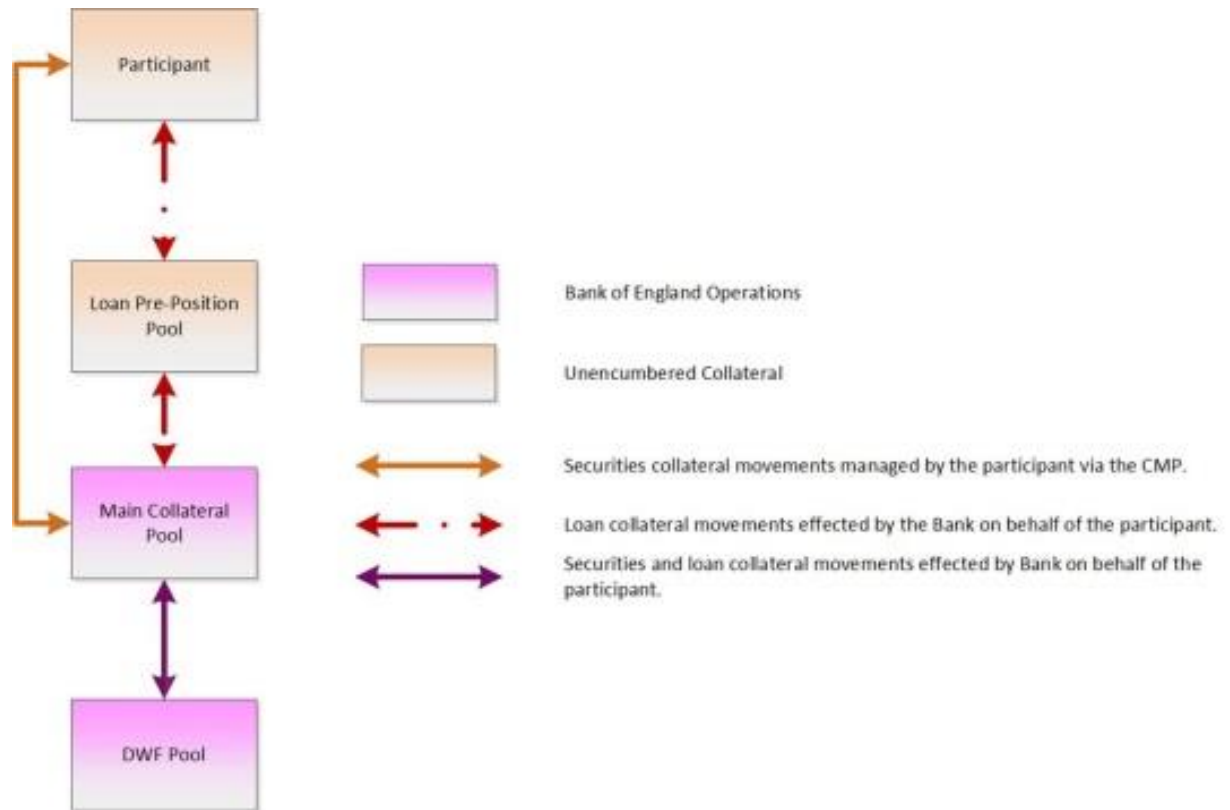 Participant
Loan Pre-Position
Pool
Bank of England Operations
Unencumbered Collateral
Securities collateral movements managed by the participant via the CMP.
Main Collateral
Pool
Loan collateral movements effected by the Bank on behalf of the participant.
Securities and loan collateral movements effected by Bank on behalf of the
participant.
DWF Pool